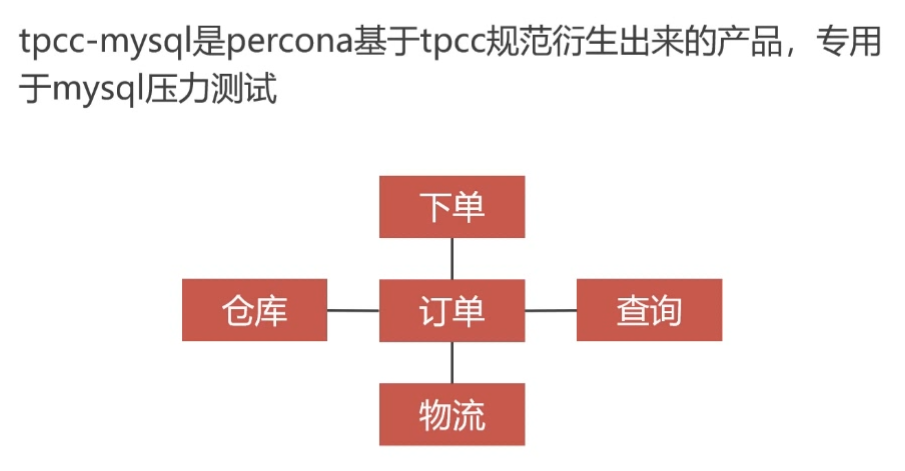 tpcc-mysql是percona基于tpcc规范衍生出来的产品，专用
于mysql压力测试
下单
仓库
订单
查询
物流